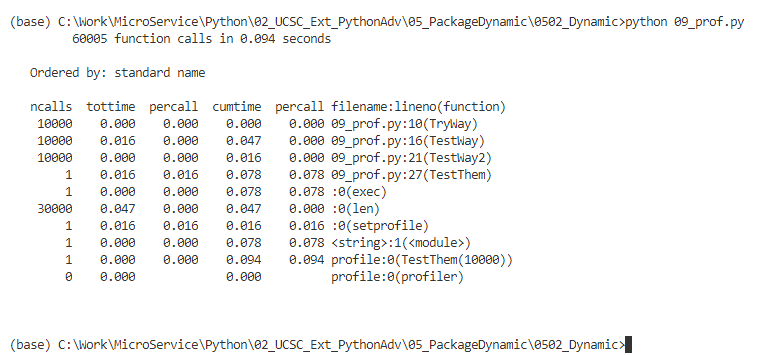 (base) C:\Work\MicroService\Python\02_UCSC_Ext_PythonAdv\05_PackageDynamic\0502_Dynamic>python 09_prof.py
         60005 function calls in 0.094 seconds

   Ordered by: standard name

   ncalls  tottime  percall  cumtime  percall filename:lineno(function)
    10000    0.000    0.000    0.000    0.000 09_prof.py:10(TryWay)
    10000    0.016    0.000    0.047    0.000 09_prof.py:16(TestWay)
    10000    0.000    0.000    0.016    0.000 09_prof.py:21(TestWay2)
        1    0.016    0.016    0.078    0.078 09_prof.py:27(TestThem)
        1    0.000    0.000    0.078    0.078 :0(exec)
    30000    0.047    0.000    0.047    0.000 :0(len)
        1    0.016    0.016    0.016    0.016 :0(setprofile)
        1    0.000    0.000    0.078    0.078 <string>:1(<module>)
        1    0.000    0.000    0.094    0.094 profile:0(TestThem(10000))
        0    0.000             0.000          profile:0(profiler)

(base) C:\Work\MicroService\Python\02_UCSC_Ext_PythonAdv\05_PackageDynamic\0502_Dynamic>